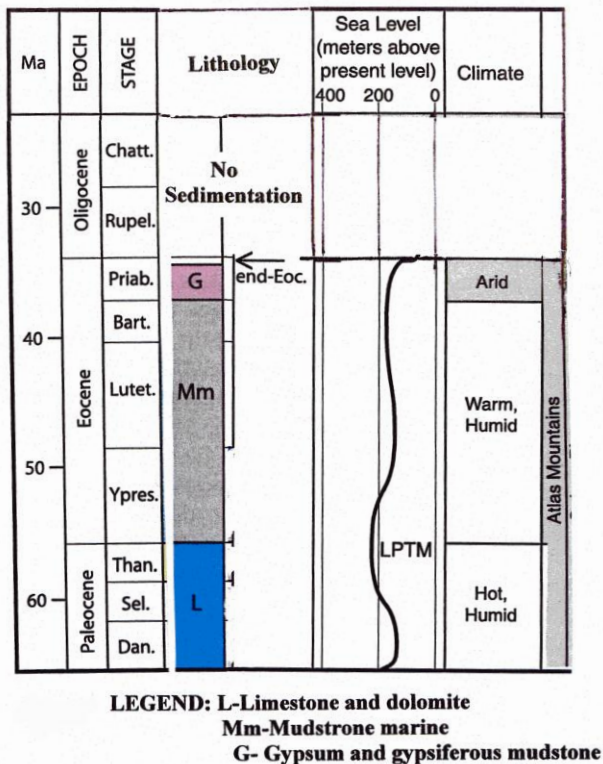 Ma
EPOCH
STAGE
Lithology
Sea Level
(meters above
present level)
400 200 0
Climate
30
40
50
60
Oligocene
Eocene
Paleocene
Chatt.
Rupel.
Priab.
Bart.
Lutet.
Ypres.
Than.
Sel.
Dan.
No
Sedimentation
G
Mm
L
end-Eoc.
LPTM
Arid
Warm,
Humid
Hot,
Humid
Atlas Mountains
LEGEND: L-Limestone and dolomite
Mm-Mudstrone marine
G- Gypsum and gypsiferous mudstone